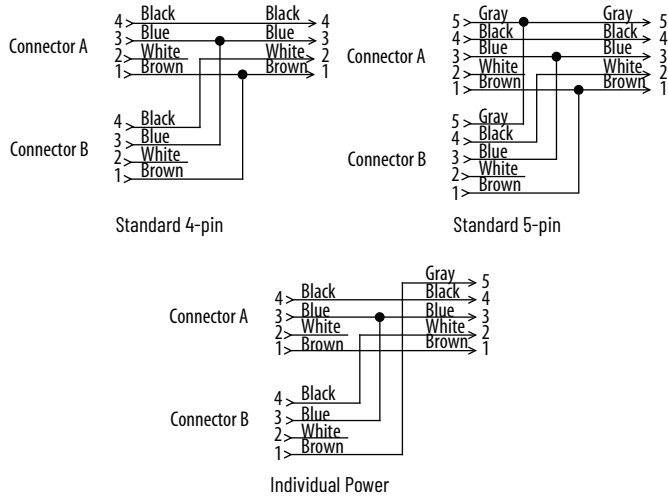 4 Black Black 4
3 Blue Blue 3
2 White White 2
1 Brown Brown 1
Connector A
4 Black
3 Blue
2 White
1 Brown
Connector B
Standard 4-pin
5 Gray Gray 5
4 Black Black 4
3 Blue Blue 3
2 White White 2
1 Brown Brown 1
Connector A
5 Gray
4 Black
3 Blue
2 White
1 Brown
Connector B
Standard 5-pin
Gray 5
4 Black Black 4
3 Blue Blue 3
2 White White 2
1 Brown Brown 1
Connector A
4 Black
3 Blue
2 White
1 Brown
Connector B
Individual Power